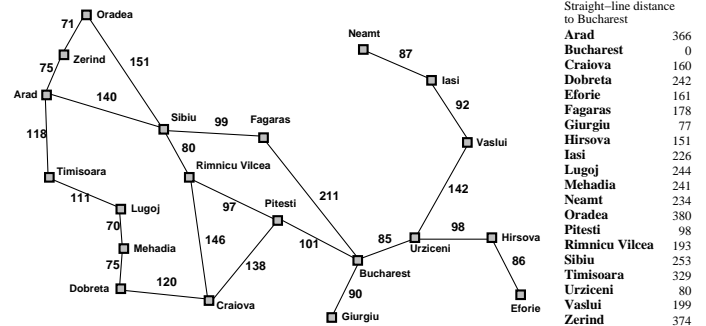 Oradea
71
Zerind
75
151
Arad
140
Sibiu
99
Fagaras
118
80
Rimnicu Vilcea
Timisoara
111
Lugoj
70
Mehadia
75
Dobreta
120
146
97
Pitesti
138
Craiova
211
101
Bucharest
90
Giurgiu
85
Urziceni
98
Hirsova
86
Eforie
142
Vaslui
92
Iasi
87
Neamt
Straight−line distance
to Bucharest
Arad 366
Bucharest 0
Craiova 160
Dobreta 242
Eforie 161
Fagaras 178
Giurgiu 77
Hirsova 151
Iasi 226
Lugoj 244
Mehadia 241
Neamt 234
Oradea 380
Pitesti 98
Rimnicu Vilcea 193
Sibiu 253
Timisoara 329
Urziceni 80
Vaslui 199
Zerind 374